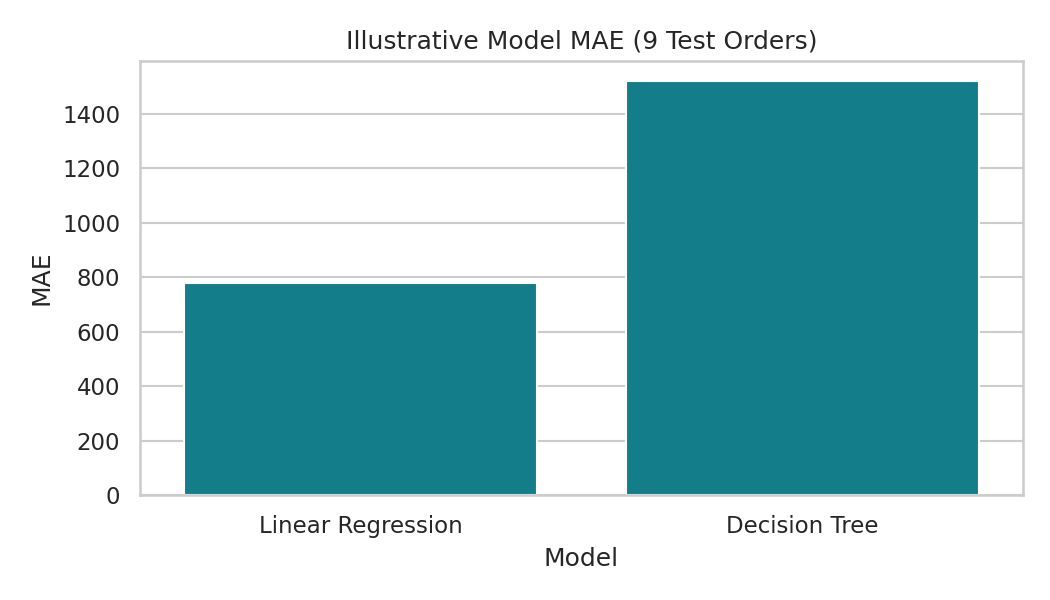 Illustrative Model MAE (9 Test Orders)
MAE
1400
1200
1000
800
600
400
200
0
Linear Regression
Decision Tree
Model